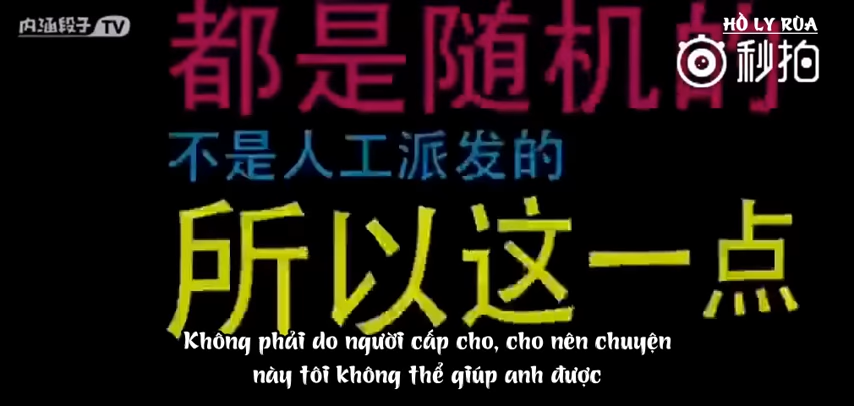 内涵段子TV
HỒ LY RÙA
秒拍
都是随机的
不是人工派发的
所以这一点
Không phải do người cấp cho, cho nên chuyện
này tôi không thể giúp anh được